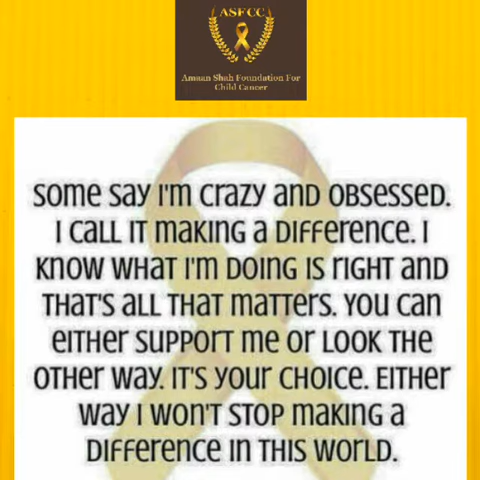 ASFCC
Amaan Shah Foundation For
Child Cancer
some say I'm crazy and obsessed.
I call it making a difference. I
know what I'm doing is right and
that's all that matters. You can
either support me or look the
other way. It's your choice. Either
way I won't stop making a
difference in this world.